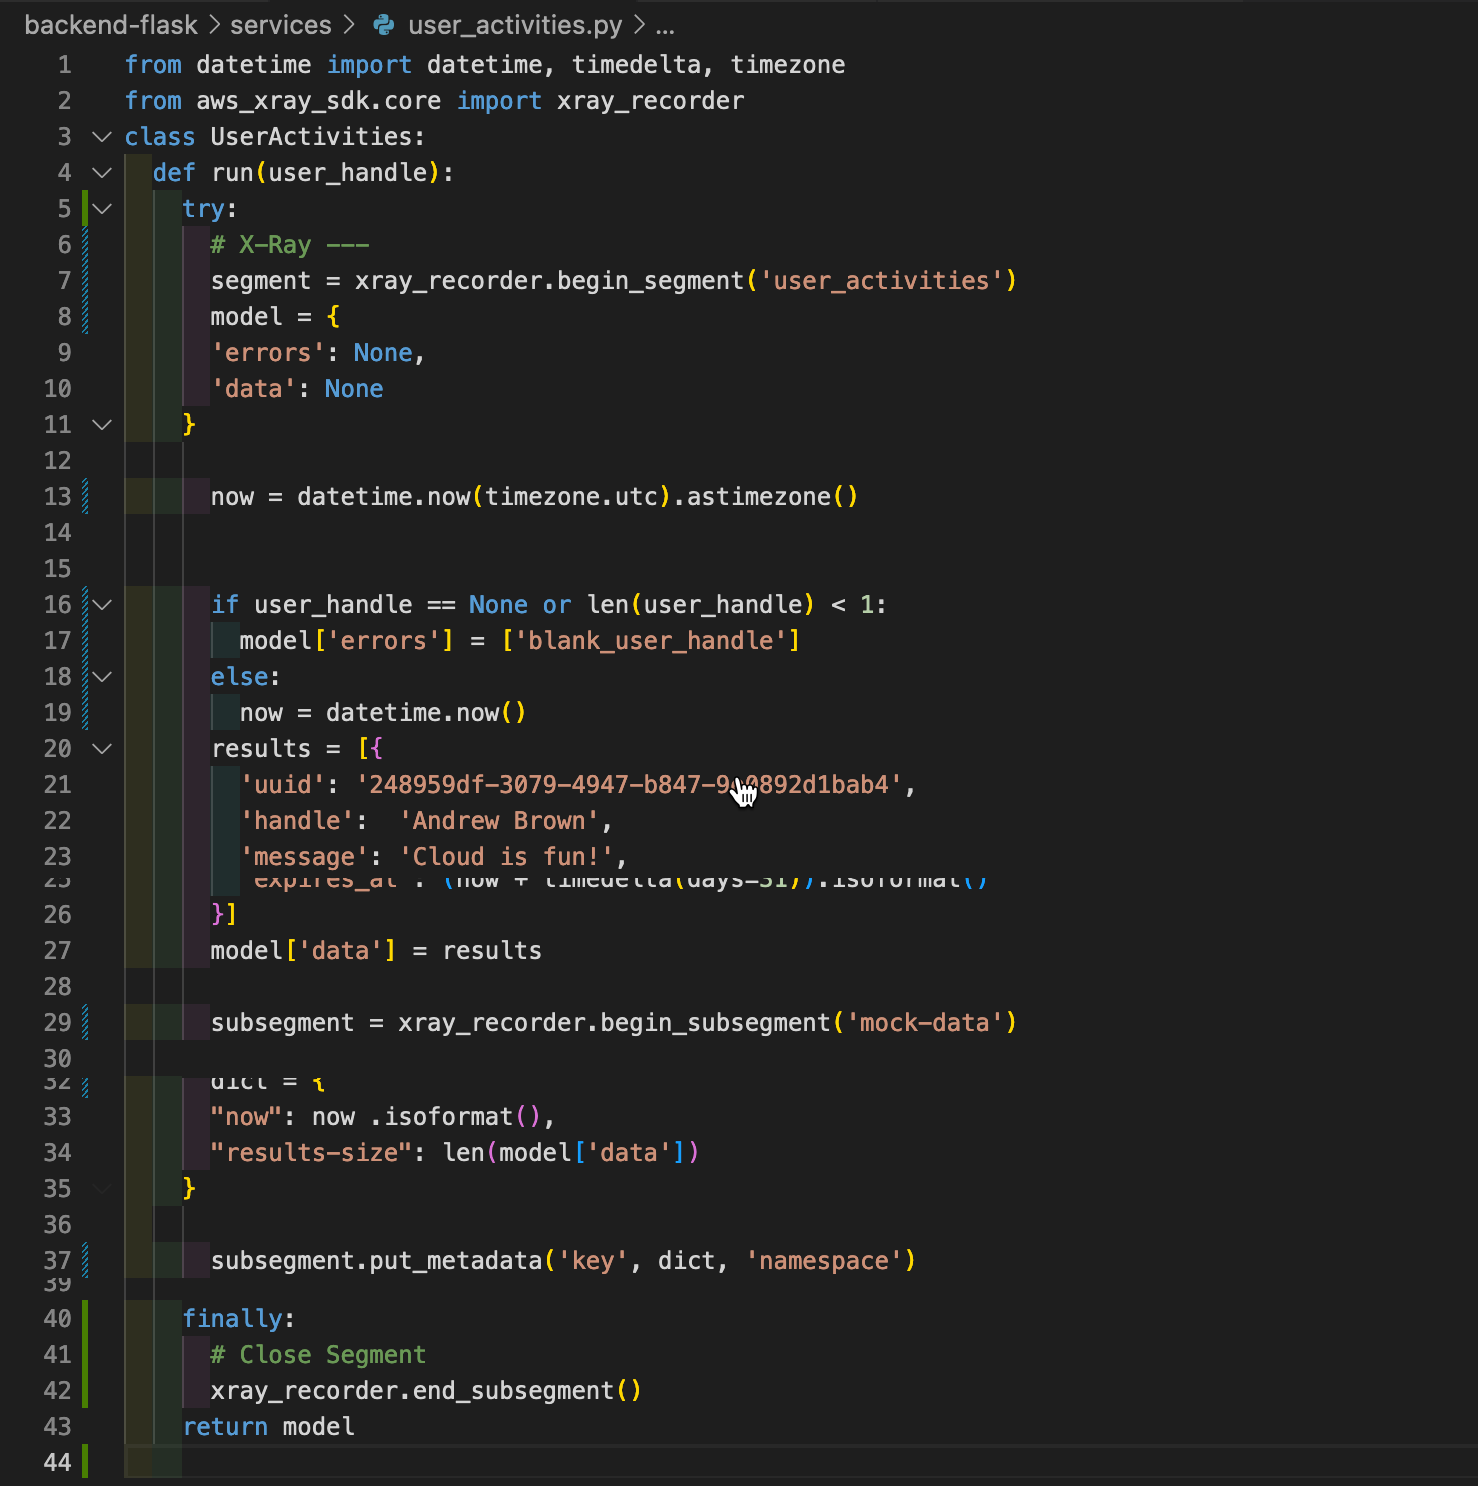 backend-flask > services > user_activities.py > ...
1 from datetime import datetime, timedelta, timezone
2 from aws_xray_sdk.core import xray_recorder
3 class UserActivities:
4   def run(user_handle):
5     try:
6       # X-Ray ---
7       segment = xray_recorder.begin_segment('user_activities')
8       model = {
9       'errors': None,
10       'data': None
11     }
12
13       now = datetime.now(timezone.utc).astimezone()
14
15
16       if user_handle == None or len(user_handle) < 1:
17         model['errors'] = ['blank_user_handle']
18       else:
19         now = datetime.now()
20       results = [{
21         'uuid': '248959df-3079-4947-b847-9e0892d1bab4',
22         'handle':  'Andrew Brown',
23         'message': 'Cloud is fun!',
25         expires_at : (now + timedelta(days=31)).isoformat()
26       }]
27       model['data'] = results
28
29       subsegment = xray_recorder.begin_subsegment('mock-data')
30
32       dict = {
33       "now": now .isoformat(),
34       "results-size": len(model['data'])
35     }
36
37       subsegment.put_metadata('key', dict, 'namespace')
39
40     finally:
41       # Close Segment
42       xray_recorder.end_subsegment()
43     return model
44